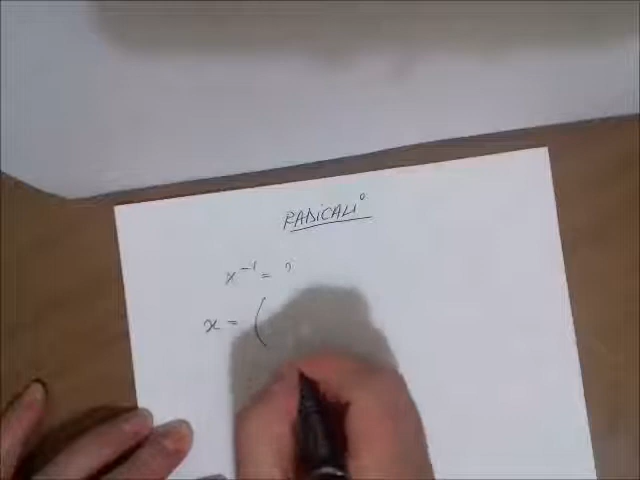 RADICALI
x⁻¹ = ?
x = (